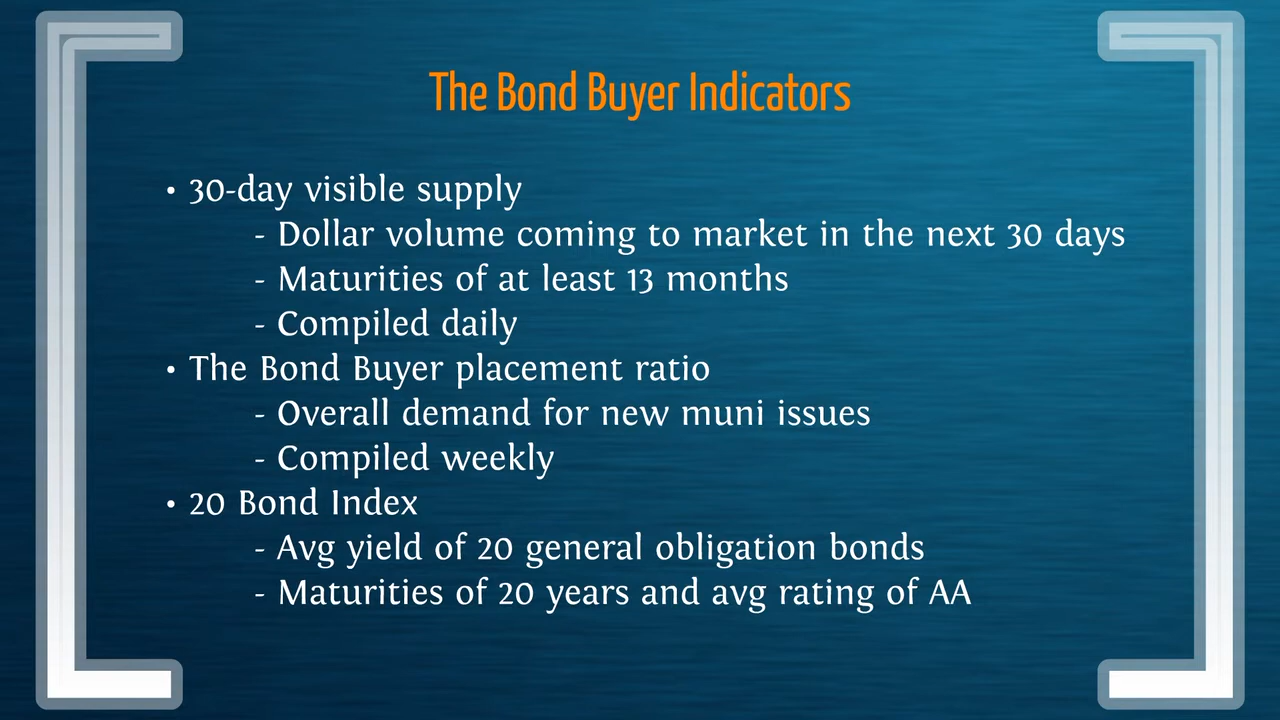 The Bond Buyer Indicators
• 30-day visible supply
- Dollar volume coming to market in the next 30 days
- Maturities of at least 13 months
- Compiled daily
• The Bond Buyer placement ratio
- Overall demand for new muni issues
- Compiled weekly
• 20 Bond Index
- Avg yield of 20 general obligation bonds
- Maturities of 20 years and avg rating of AA